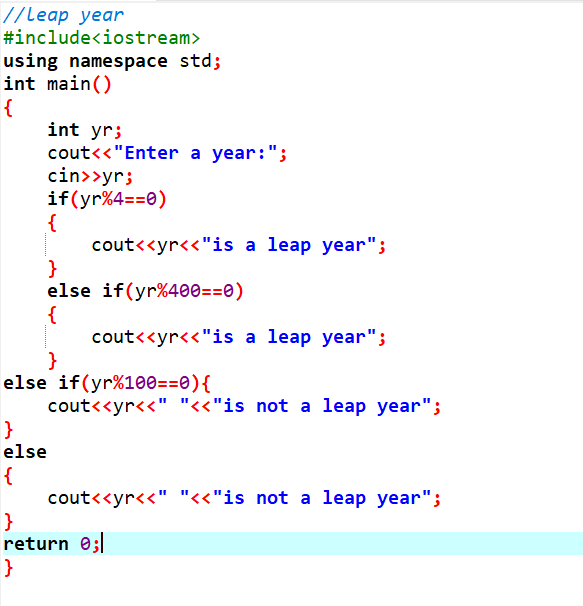 //leap year
#include<iostream>
using namespace std;
int main()
{
    int yr;
    cout<<"Enter a year:";
    cin>>yr;
    if(yr%4==0)
    {
        cout<<yr<<"is a leap year";
    }
    else if(yr%400==0)
    {
        cout<<yr<<"is a leap year";
    }
else if(yr%100==0){
    cout<<yr<<" "<<"is not a leap year";
}
else
{
    cout<<yr<<" "<<"is not a leap year";
}
return 0;
}